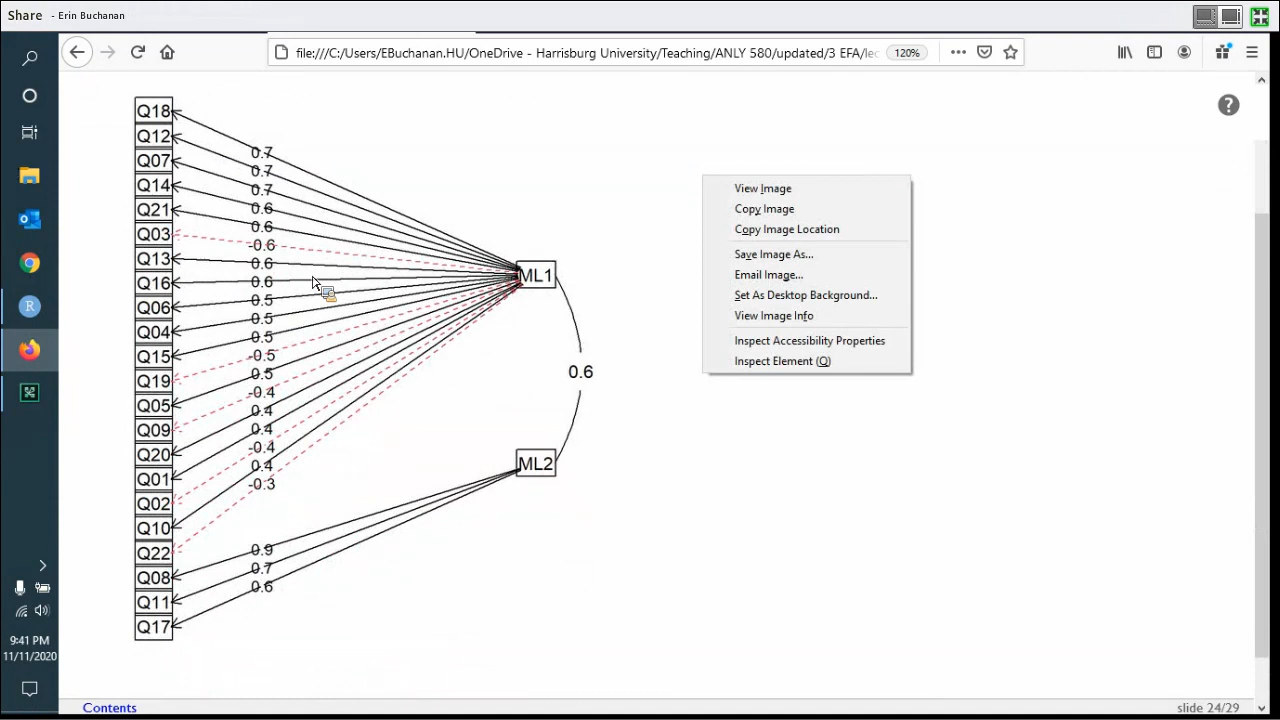 Share - Erin Buchanan
file:///C:/Users/EBuchanan.HU/OneDrive - Harrisburg University/Teaching/ANLY 580/updated/3 EFA/lec
120%
Q18
Q12
Q07
Q14
Q21
Q03
Q13
Q16
Q06
Q04
Q15
Q19
Q05
Q09
Q20
Q01
Q02
Q10
Q22
Q08
Q11
Q17
0.7
0.7
0.7
0.6
0.6
-0.6
0.6
0.6
0.5
0.5
0.5
-0.5
0.5
-0.4
0.4
0.4
-0.4
0.4
-0.3
0.9
0.7
0.6
ML1
0.6
ML2
View Image
Copy Image
Copy Image Location
Save Image As...
Email Image...
Set As Desktop Background...
View Image Info
Inspect Accessibility Properties
Inspect Element (Q)
?
R
9:41 PM
11/11/2020
Contents
slide 24/29